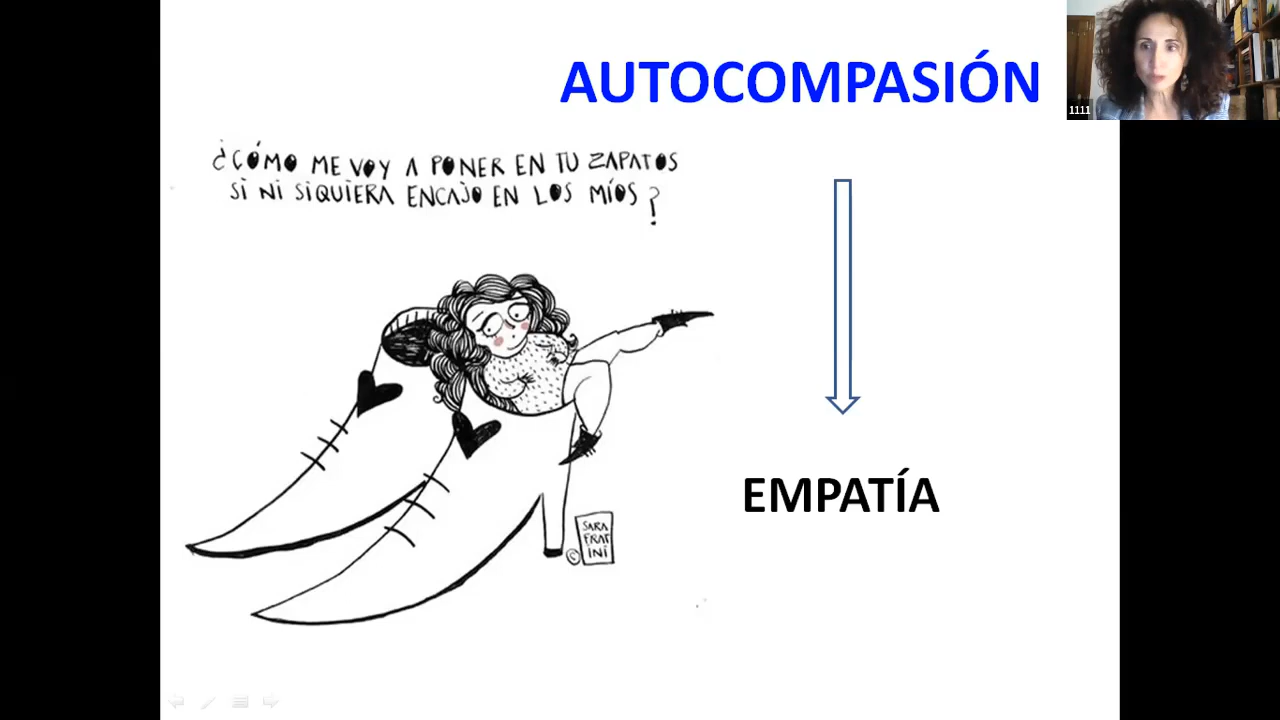 AUTOCOMPASIÓN
1111
¿CÓMO ME VOY A PONER EN TU ZAPATOS
SI NI SIQUIERA ENCAJO EN LOS MÍOS?
EMPATÍA
©
SARA
FRAT
INI